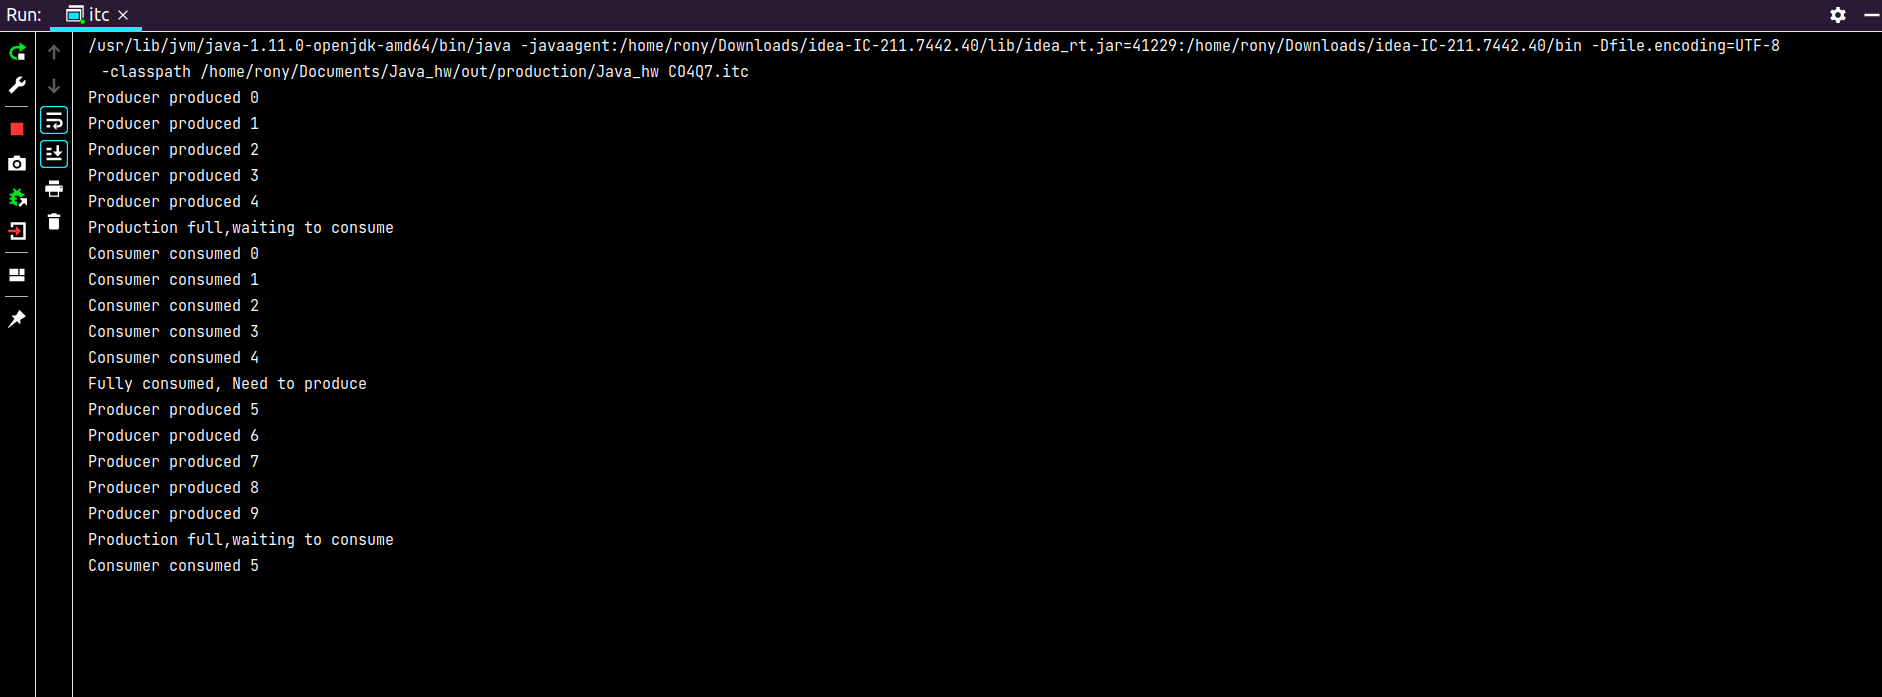 Run: itc
/usr/lib/jvm/java-1.11.0-openjdk-amd64/bin/java -javaagent:/home/rony/Downloads/idea-IC-211.7442.40/lib/idea_rt.jar=41229:/home/rony/Downloads/idea-IC-211.7442.40/bin -Dfile.encoding=UTF-8
-classpath /home/rony/Documents/Java_hw/out/production/Java_hw CO4Q7.itc
Producer produced 0
Producer produced 1
Producer produced 2
Producer produced 3
Producer produced 4
Production full,waiting to consume
Consumer consumed 0
Consumer consumed 1
Consumer consumed 2
Consumer consumed 3
Consumer consumed 4
Fully consumed, Need to produce
Producer produced 5
Producer produced 6
Producer produced 7
Producer produced 8
Producer produced 9
Production full,waiting to consume
Consumer consumed 5